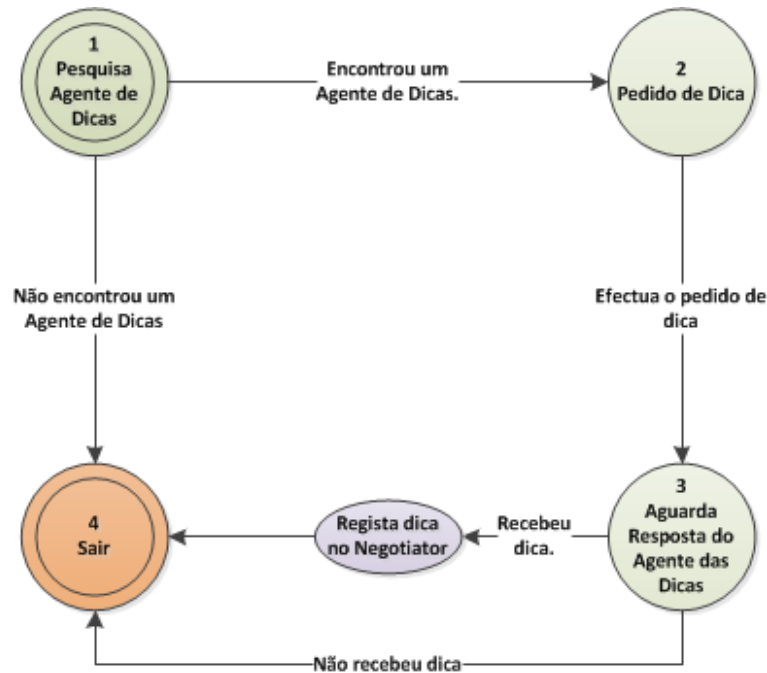 1
Pesquisa
Agente de
Dicas
Encontrou um
Agente de Dicas.
2
Pedido de Dica
Não encontrou um
Agente de Dicas
Efectua o pedido de
dica
4
Sair
Regista dica
no Negotiator
Recebeu
dica.
3
Aguarda
Resposta do
Agente das
Dicas
Não recebeu dica